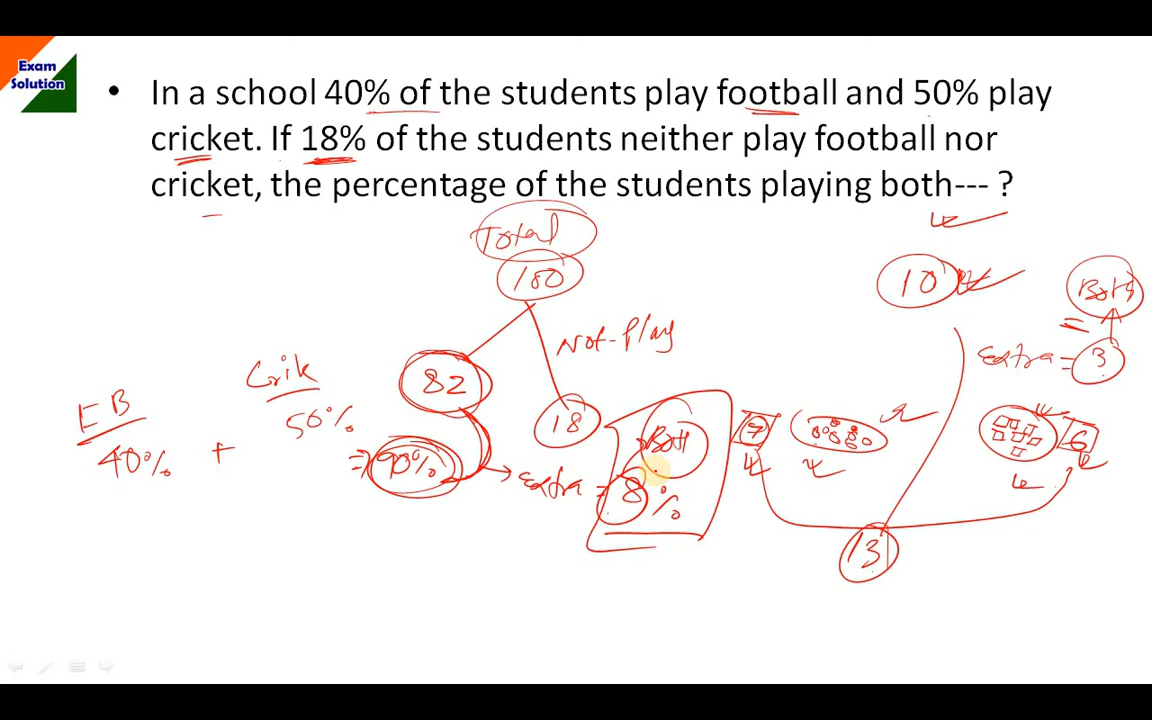 Exam
Solution
• In a school 40% of the students play football and 50% play
cricket. If 18% of the students neither play football nor
cricket, the percentage of the students playing both--- ?
Total
100
10
Both
Not-Play
Extra = 3
Crik
82
FB
50%
18
Both
7
6
40% + ⇒ 90%
Extra = 8%
13